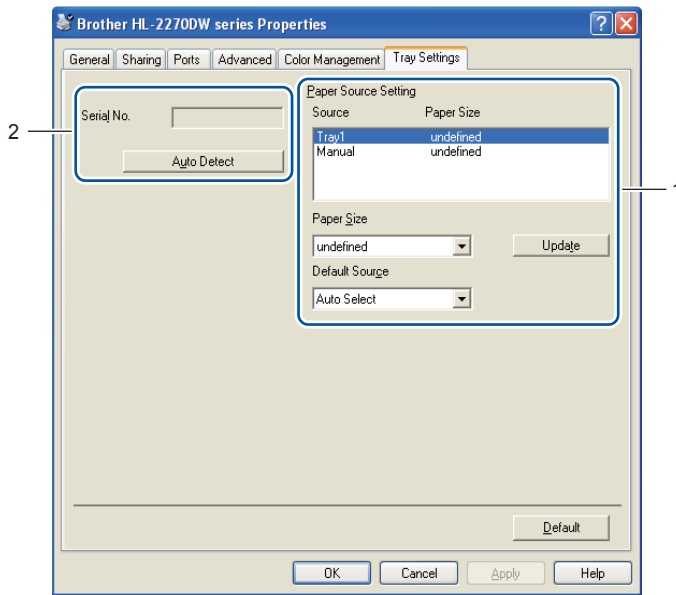 Brother HL-2270DW series Properties
General Sharing Ports Advanced Color Management Tray Settings
2
Serial No.
Auto Detect
Paper Source Setting
Source Paper Size
Tray1 undefined
Manual undefined
1
Paper Size
undefined
Update
Default Source
Auto Select
Default
OK Cancel Apply Help